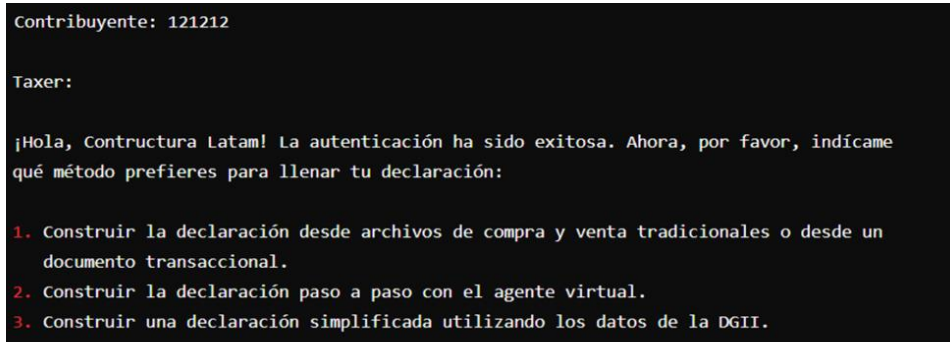 Contribuyente: 121212
Taxer:
¡Hola, Contructura Latam! La autenticación ha sido exitosa. Ahora, por favor, indícame
qué método prefieres para llenar tu declaración:
1. Construir la declaración desde archivos de compra y venta tradicionales o desde un
documento transaccional.
2. Construir la declaración paso a paso con el agente virtual.
3. Construir una declaración simplificada utilizando los datos de la DGII.